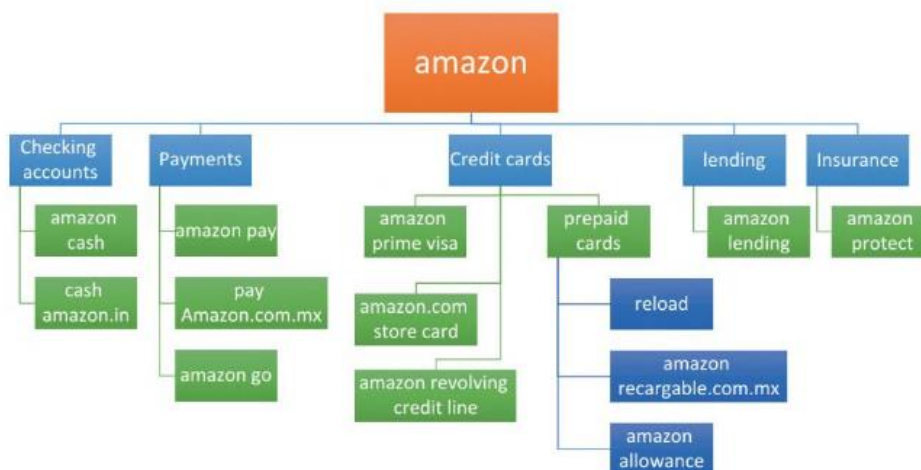 amazon
Checking
accounts
Payments
Credit cards
lending
Insurance
amazon
cash
cash
amazon.in
amazon pay
pay
Amazon.com.mx
amazon go
amazon
prime visa
amazon.com
store card
amazon revolving
credit line
prepaid
cards
reload
amazon
recargable.com.mx
amazon
allowance
amazon
lending
amazon
protect